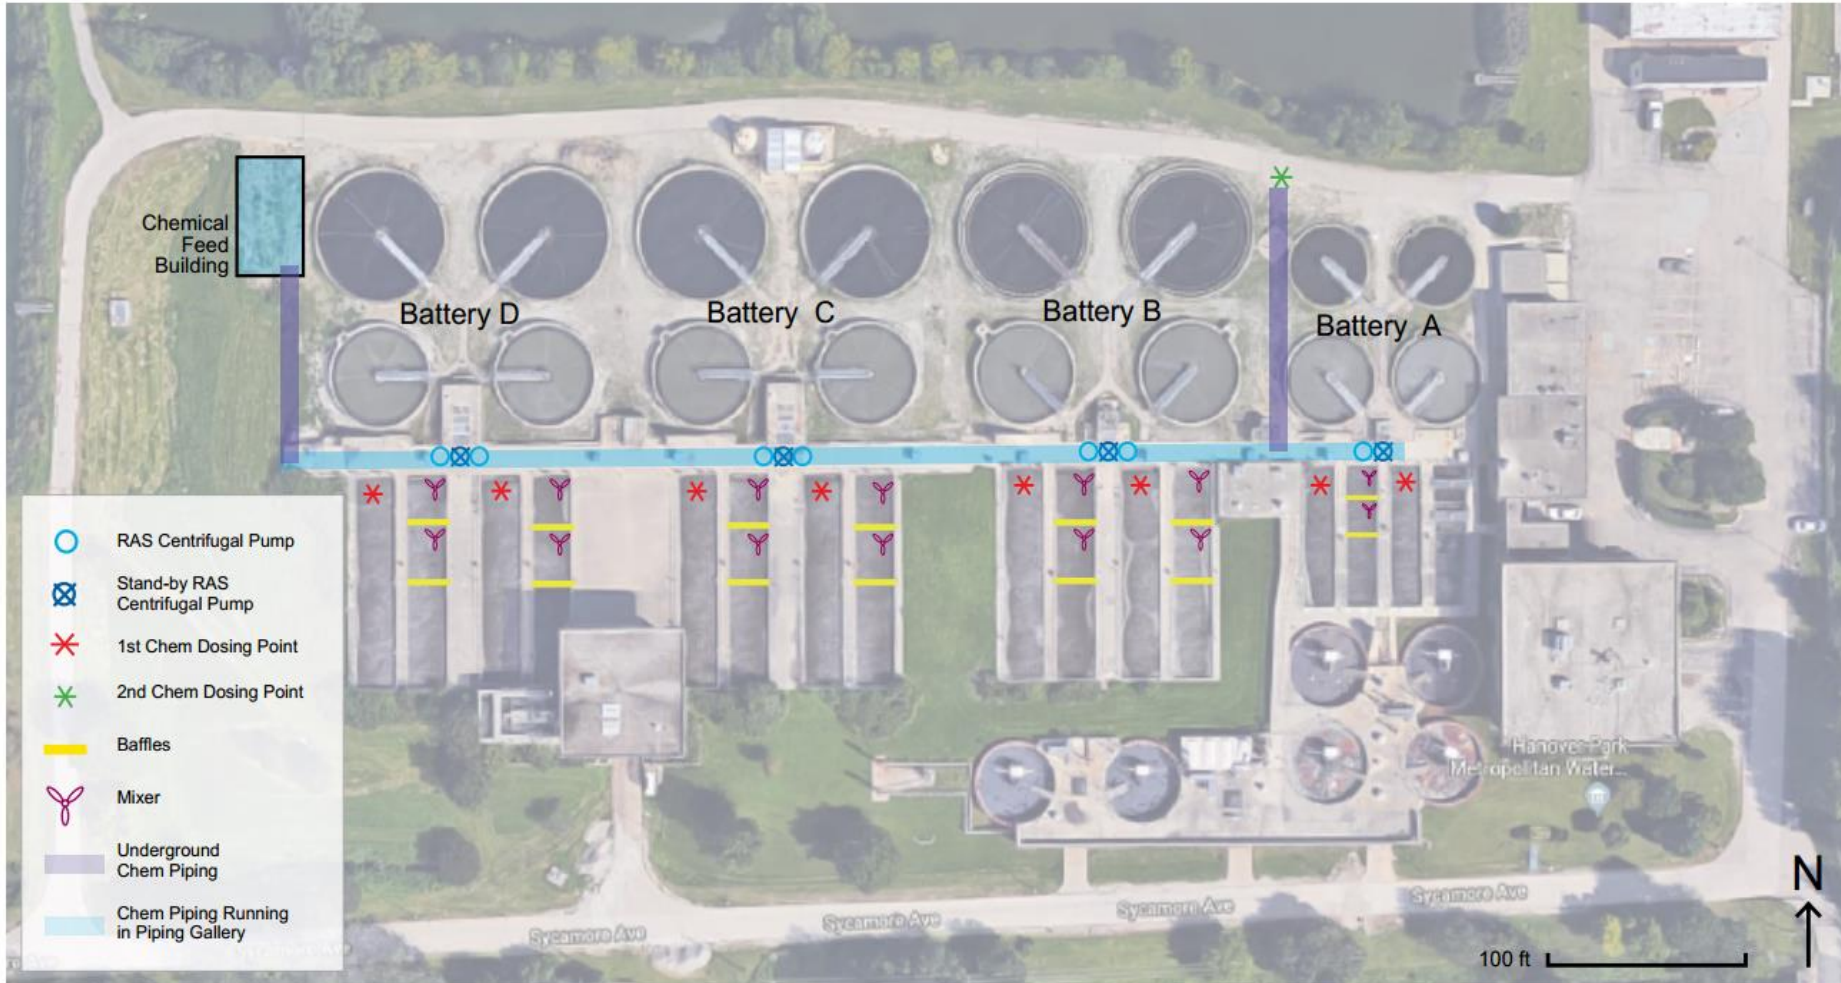 Chemical
Feed
Building
Battery D
Battery C
Battery B
Battery A
RAS Centrifugal Pump
Stand-by RAS
Centrifugal Pump
1st Chem Dosing Point
2nd Chem Dosing Point
Baffles
Mixer
Underground
Chem Piping
Chem Piping Running
in Piping Gallery
Hanover Park
Metropolitan Water...
Sycamore Ave
Sycamore Ave
Sycamore Ave
Sycamore Ave
N
100 ft